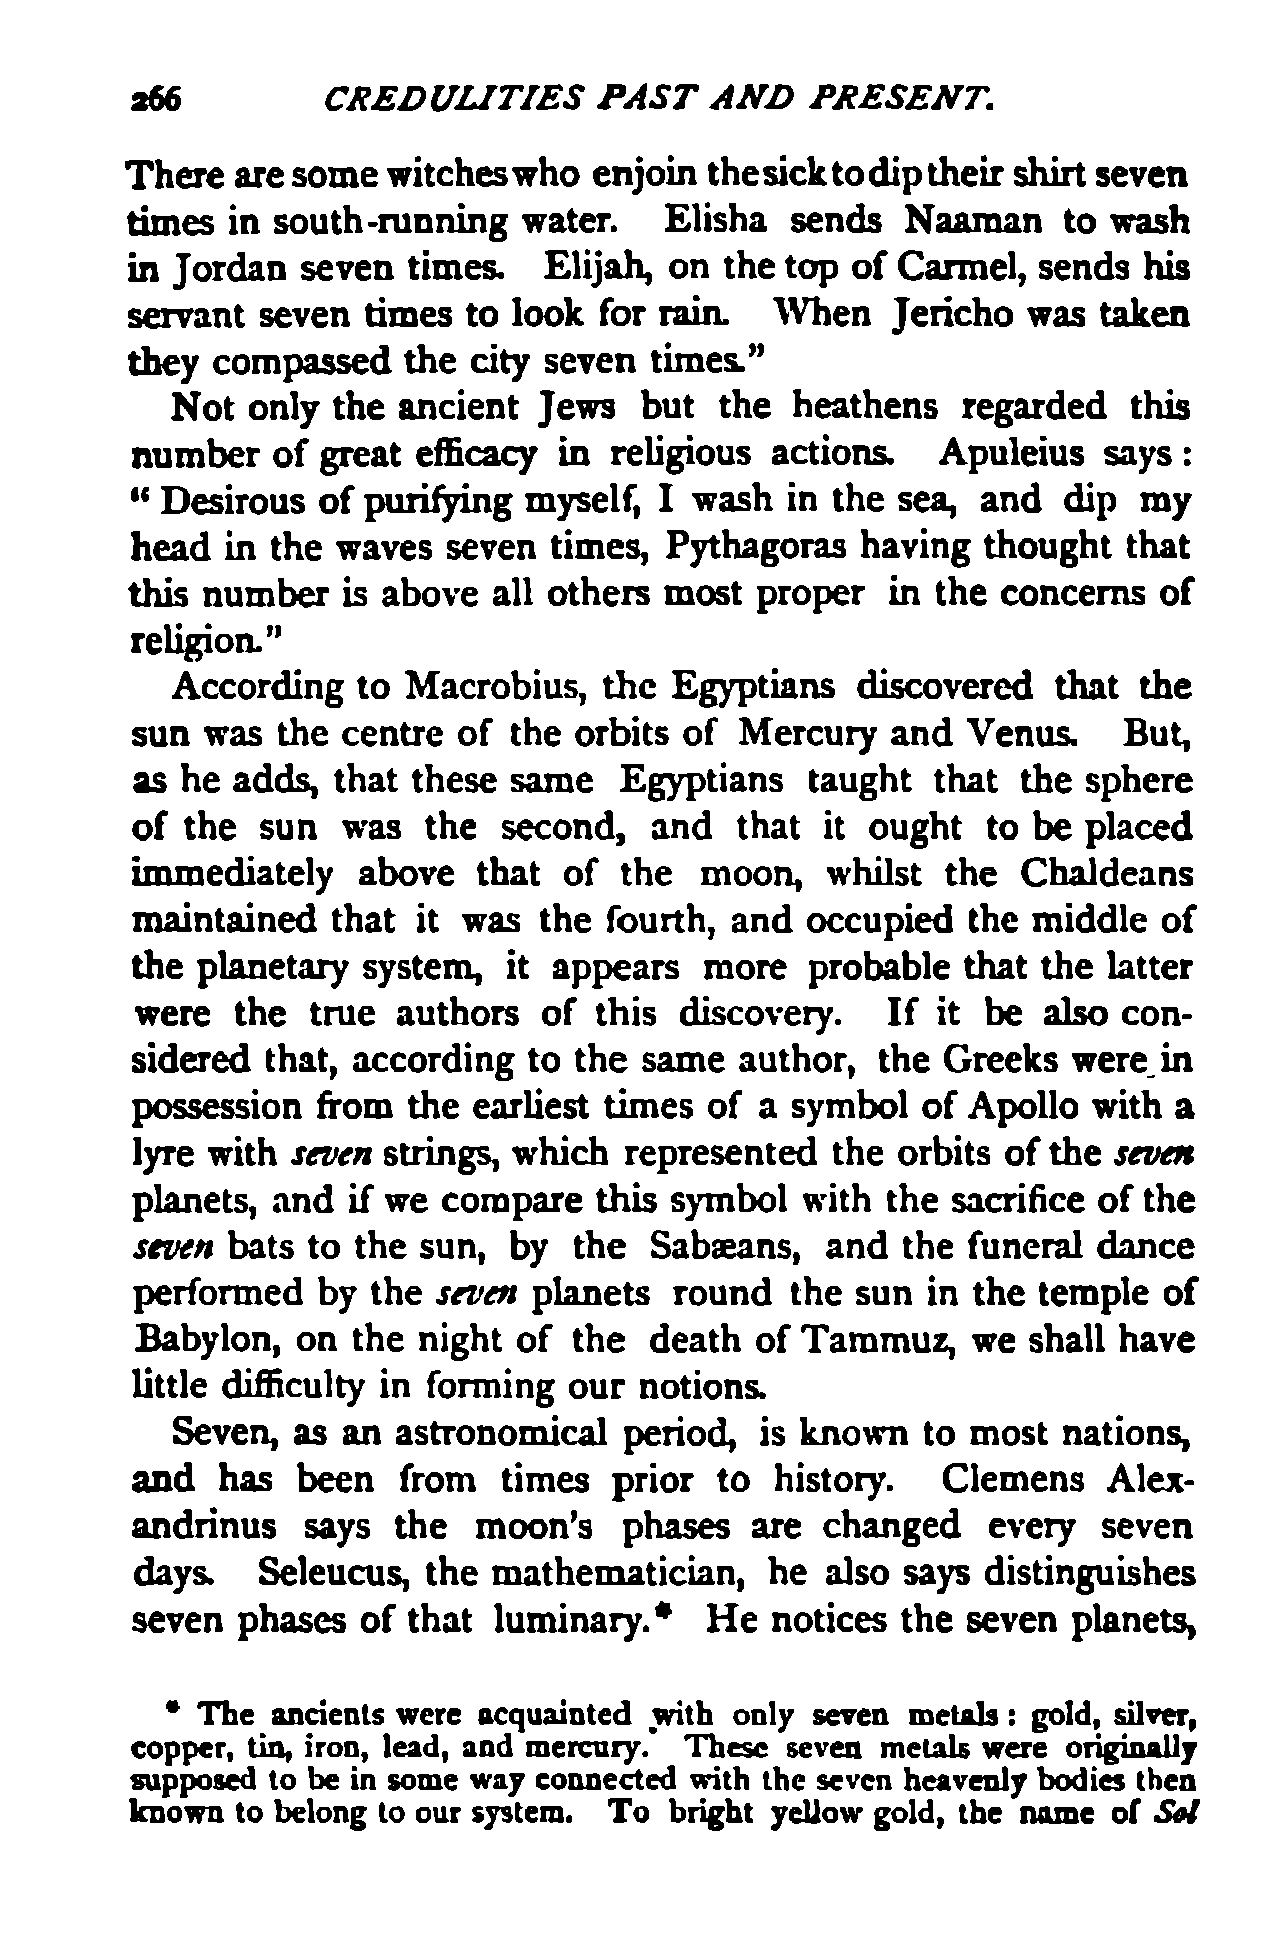 266 CREDULITIES PAST AND PRESENT.
There are some witches who enjoin the sick to dip their shirt seven
times in south-running water. Elisha sends Naaman to wash
in Jordan seven times. Elijah, on the top of Carmel, sends his
servant seven times to look for rain. When Jericho was taken
they compassed the city seven times."
Not only the ancient Jews but the heathens regarded this
number of great efficacy in religious actions. Apuleius says :
" Desirous of purifying myself, I wash in the sea, and dip my
head in the waves seven times, Pythagoras having thought that
this number is above all others most proper in the concerns of
religion."
According to Macrobius, the Egyptians discovered that the
sun was the centre of the orbits of Mercury and Venus. But,
as he adds, that these same Egyptians taught that the sphere
of the sun was the second, and that it ought to be placed
immediately above that of the moon, whilst the Chaldeans
maintained that it was the fourth, and occupied the middle of
the planetary system, it appears more probable that the latter
were the true authors of this discovery. If it be also con-
sidered that, according to the same author, the Greeks were in
possession from the earliest times of a symbol of Apollo with a
lyre with seven strings, which represented the orbits of the seven
planets, and if we compare this symbol with the sacrifice of the
seven bats to the sun, by the Sabæans, and the funeral dance
performed by the seven planets round the sun in the temple of
Babylon, on the night of the death of Tammuz, we shall have
little difficulty in forming our notions.
Seven, as an astronomical period, is known to most nations,
and has been from times prior to history. Clemens Alex-
andrinus says the moon's phases are changed every seven
days. Seleucus, the mathematician, he also says distinguishes
seven phases of that luminary.* He notices the seven planets,
* The ancients were acquainted with only seven metals : gold, silver,
copper, tin, iron, lead, and mercury. These seven metals were originally
supposed to be in some way connected with the seven heavenly bodies then
known to belong to our system. To bright yellow gold, the name of Sol